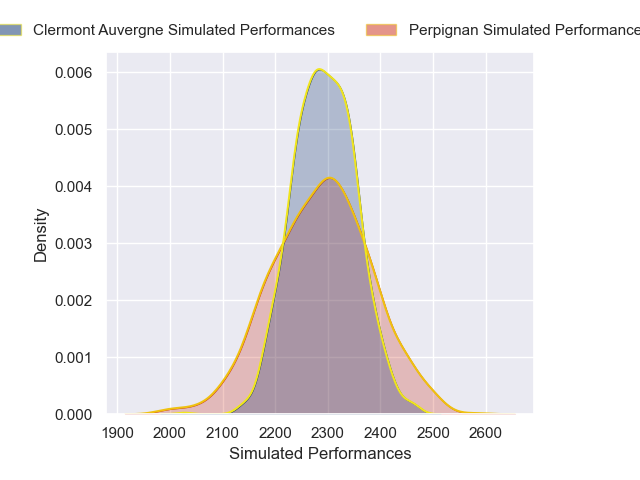 Clermont Auvergne Simulated Performances Perpignan Simulated Performance
0.006
0.005
0.004
0.003
0.002
0.001
0.000
Density
1900 2000 2100 2200 2300 2400 2500 2600
Simulated Performances